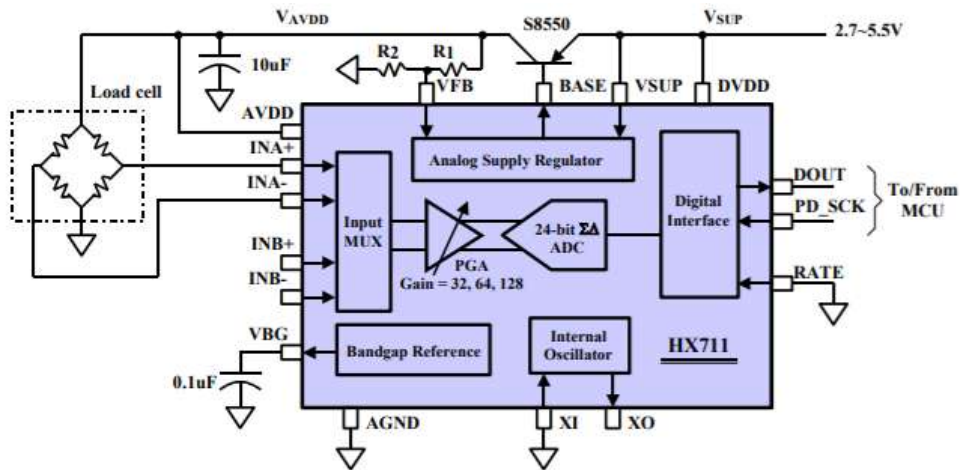 V_AVDD
S8550
V_SUP
2.7~5.5V
R2
R1
10uF
VFB
BASE
VSUP
DVDD
Load cell
AVDD
INA+
Analog Supply Regulator
DOUT
INA-
To/From
MCU
Input
MUX
24-bit ΣΔ
ADC
Digital
Interface
PD_SCK
INB+
PGA
Gain = 32, 64, 128
INB-
RATE
VBG
Bandgap Reference
Internal
Oscillator
HX711
0.1uF
AGND
XI
XO